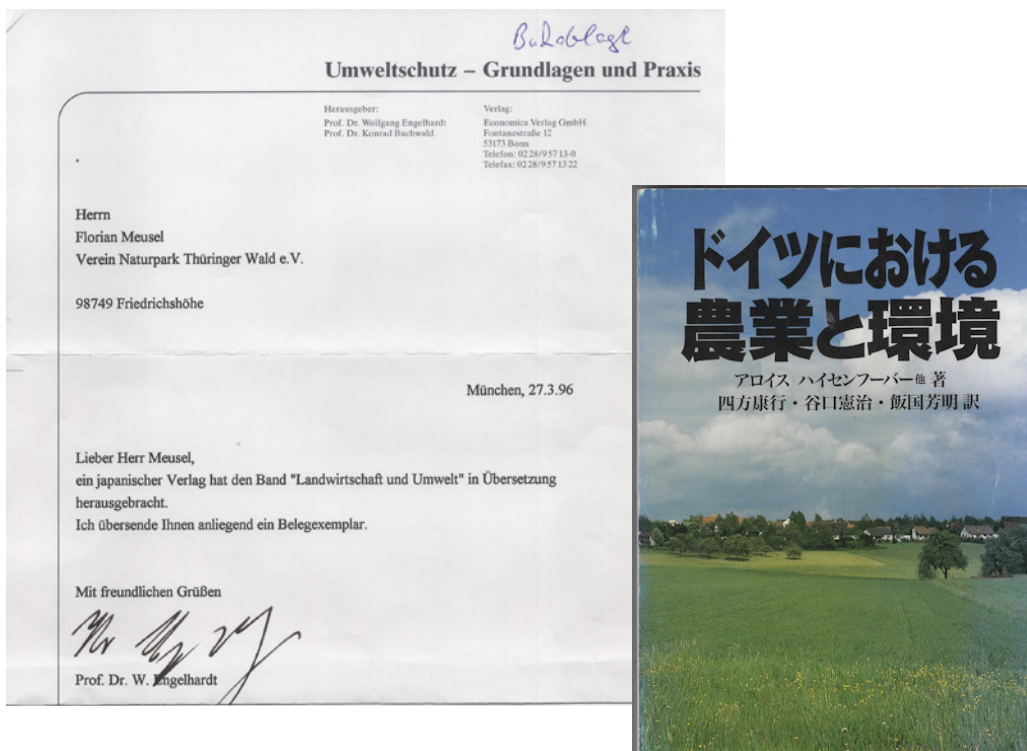 Umweltschutz – Grundlagen und Praxis
Herausgeber:
Prof. Dr. Wolfgang Engelhardt
Prof. Dr. Konrad Buchwald
Verlag:
Economica Verlag GmbH
Fontanestraße 12
53173 Bonn
Telefon: 02 28/9 57 13-0
Telefax: 02 28/9 57 13 22
Herrn
Florian Meusel
Verein Naturpark Thüringer Wald e.V.
98749 Friedrichshöhe
München, 27.3.96
Lieber Herr Meusel,
ein japanischer Verlag hat den Band "Landwirtschaft und Umwelt" in Übersetzung
herausgebracht.
Ich übersende Ihnen anliegend ein Belegexemplar.
Mit freundlichen Grüßen
Prof. Dr. W. Engelhardt
ドイツにおける
農業と環境
アロイス ハイセンフーバー他 著
四方康行・谷口憲治・飯国芳明 訳